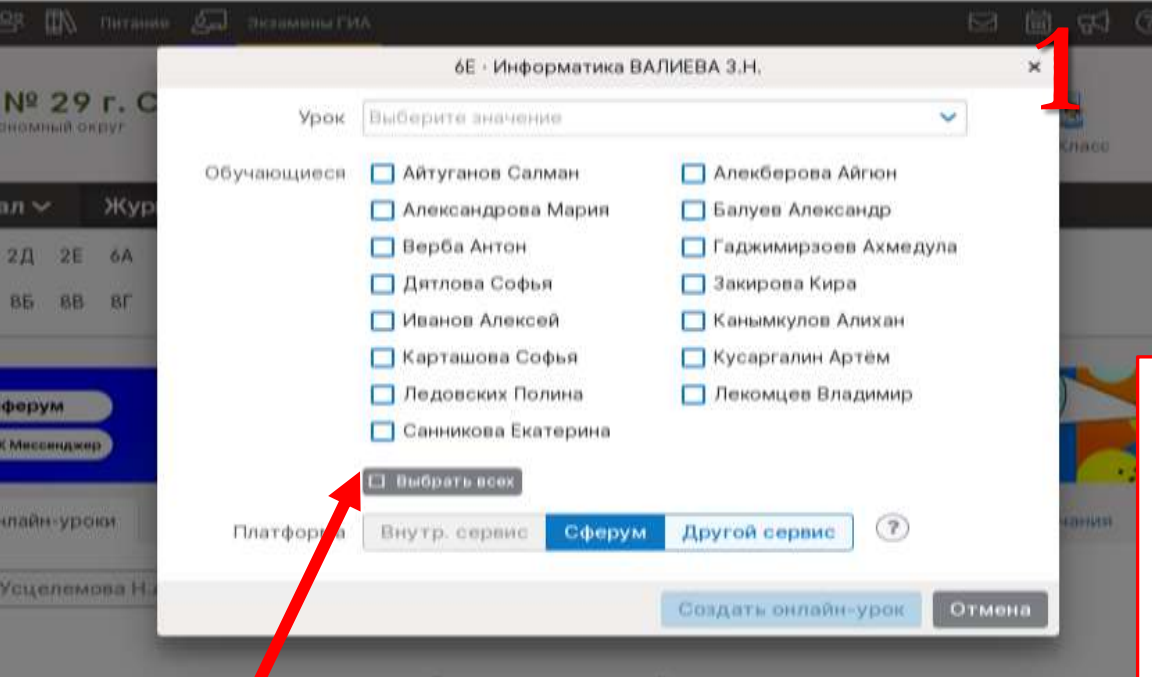 Питание Экзамены ГИА
1
6Е · Информатика ВАЛИЕВА З.Н. ×
№ 29 г. С
ономный округ
Урок Выберите значение
Класс
Обучающиеся
Айтуганов Салман Алекберова Айгюн
Александрова Мария Балуев Александр
Верба Антон Гаджимирзоев Ахмедула
Дятлова Софья Закирова Кира
Иванов Алексей Канымкулов Алихан
Карташова Софья Кусаргалин Артём
Ледовских Полина Лекомцев Владимир
Санникова Екатерина
ал Жур
2Д 2Е 6А
8Б 8В 8Г
ферум
К Мессенджер
Выбрать всех
нлайн-уроки
Платформа Внутр. сервис Сферум Другой сервис ?
Усцелемова Н.
Создать онлайн-урок Отмена